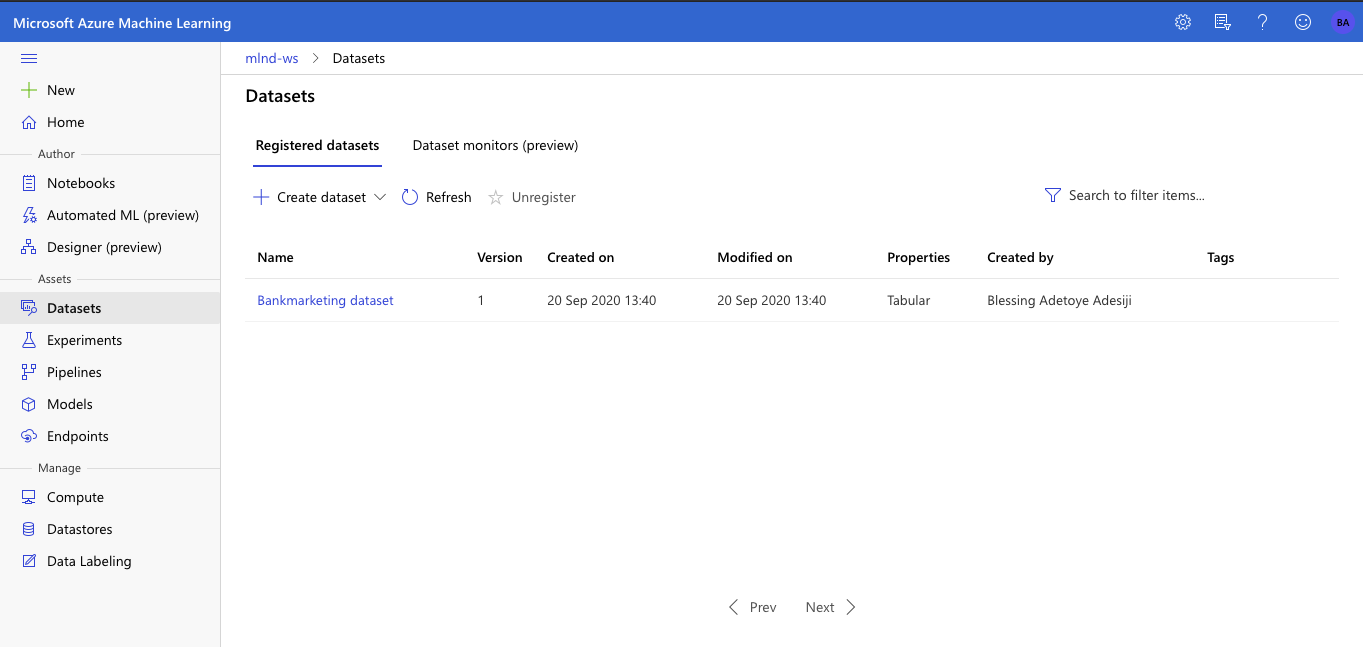 Microsoft Azure Machine Learning
BA
New
Home
Author
Notebooks
Automated ML (preview)
Designer (preview)
Assets
Datasets
Experiments
Pipelines
Models
Endpoints
Manage
Compute
Datastores
Data Labeling
mlnd-ws > Datasets
Datasets
Registered datasets Dataset monitors (preview)
Create dataset Refresh Unregister Search to filter items...
Name Version Created on Modified on Properties Created by Tags
Bankmarketing dataset 1 20 Sep 2020 13:40 20 Sep 2020 13:40 Tabular Blessing Adetoye Adesiji
Prev Next